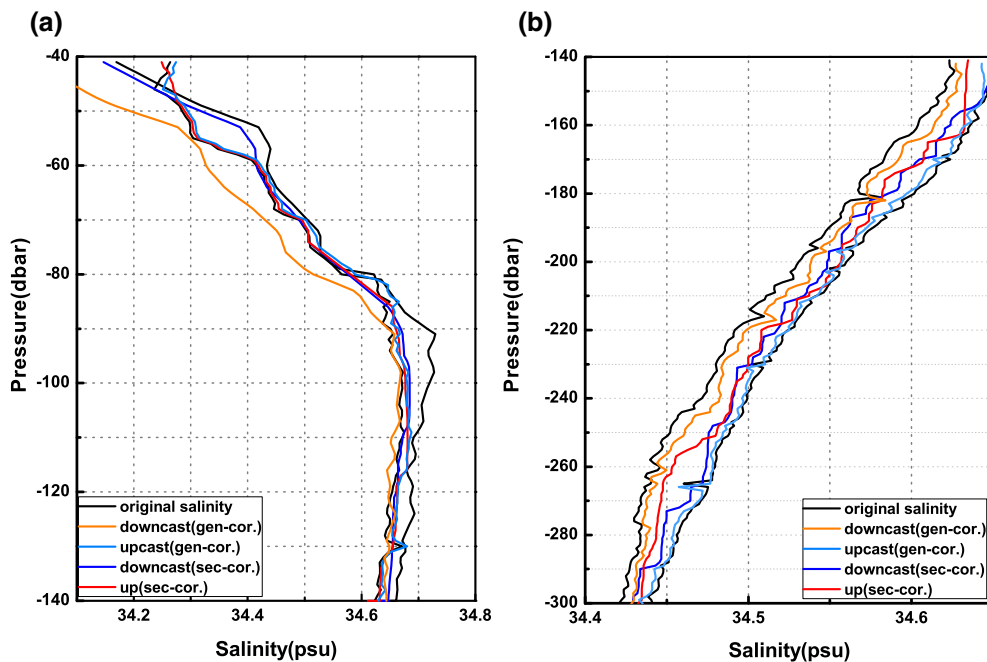 (a)
(b)
-40
-60
-80
-100
-120
-140
Pressure(dbar)
34.2
34.4
34.6
34.8
Salinity(psu)
original salinity
downcast(gen-cor.)
upcast(gen-cor.)
downcast(sec-cor.)
up(sec-cor.)
-140
-160
-180
-200
-220
-240
-260
-280
-300
Pressure(dbar)
34.4
34.5
34.6
Salinity(psu)
original salinity
downcast(gen-cor.)
upcast(gen-cor.)
downcast(sec-cor.)
up(sec-cor.)